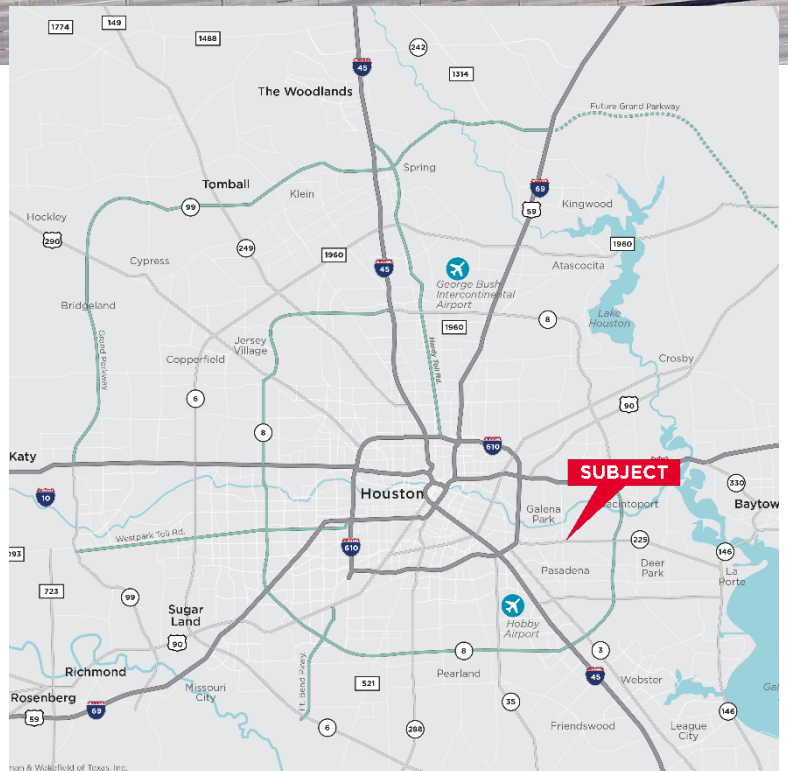 1774
149
1488
242
45
1314
The Woodlands
Future Grand Parkway
Spring
Tomball
Klein
69
99
59
Kingwood
Hockley
290
249
1960
1960
Cypress
45
Atascocita
George Bush
Intercontinental
Airport
Bridgeland
Lake
Houston
8
1960
Jersey
Village
Copperfield
Grand Parkway
Hardy Toll Rd.
Crosby
6
90
8
610
Katy
SUBJECT
330
10
Houston
Galena
Park
acintoport
Baytow
Westpark Toll Rd.
225
610
093
146
Pasadena
Deer
Park
La
Porte
723
99
Sugar
Land
90
Hobby
Airport
8
3
Richmond
521
Pearland
45
Webster
Missouri
City
Ft. Bend Pkwy.
Rosenberg
69
59
Gal
35
146
6
288
Friendswood
League
City
man & Wakefield of Texas, Inc.